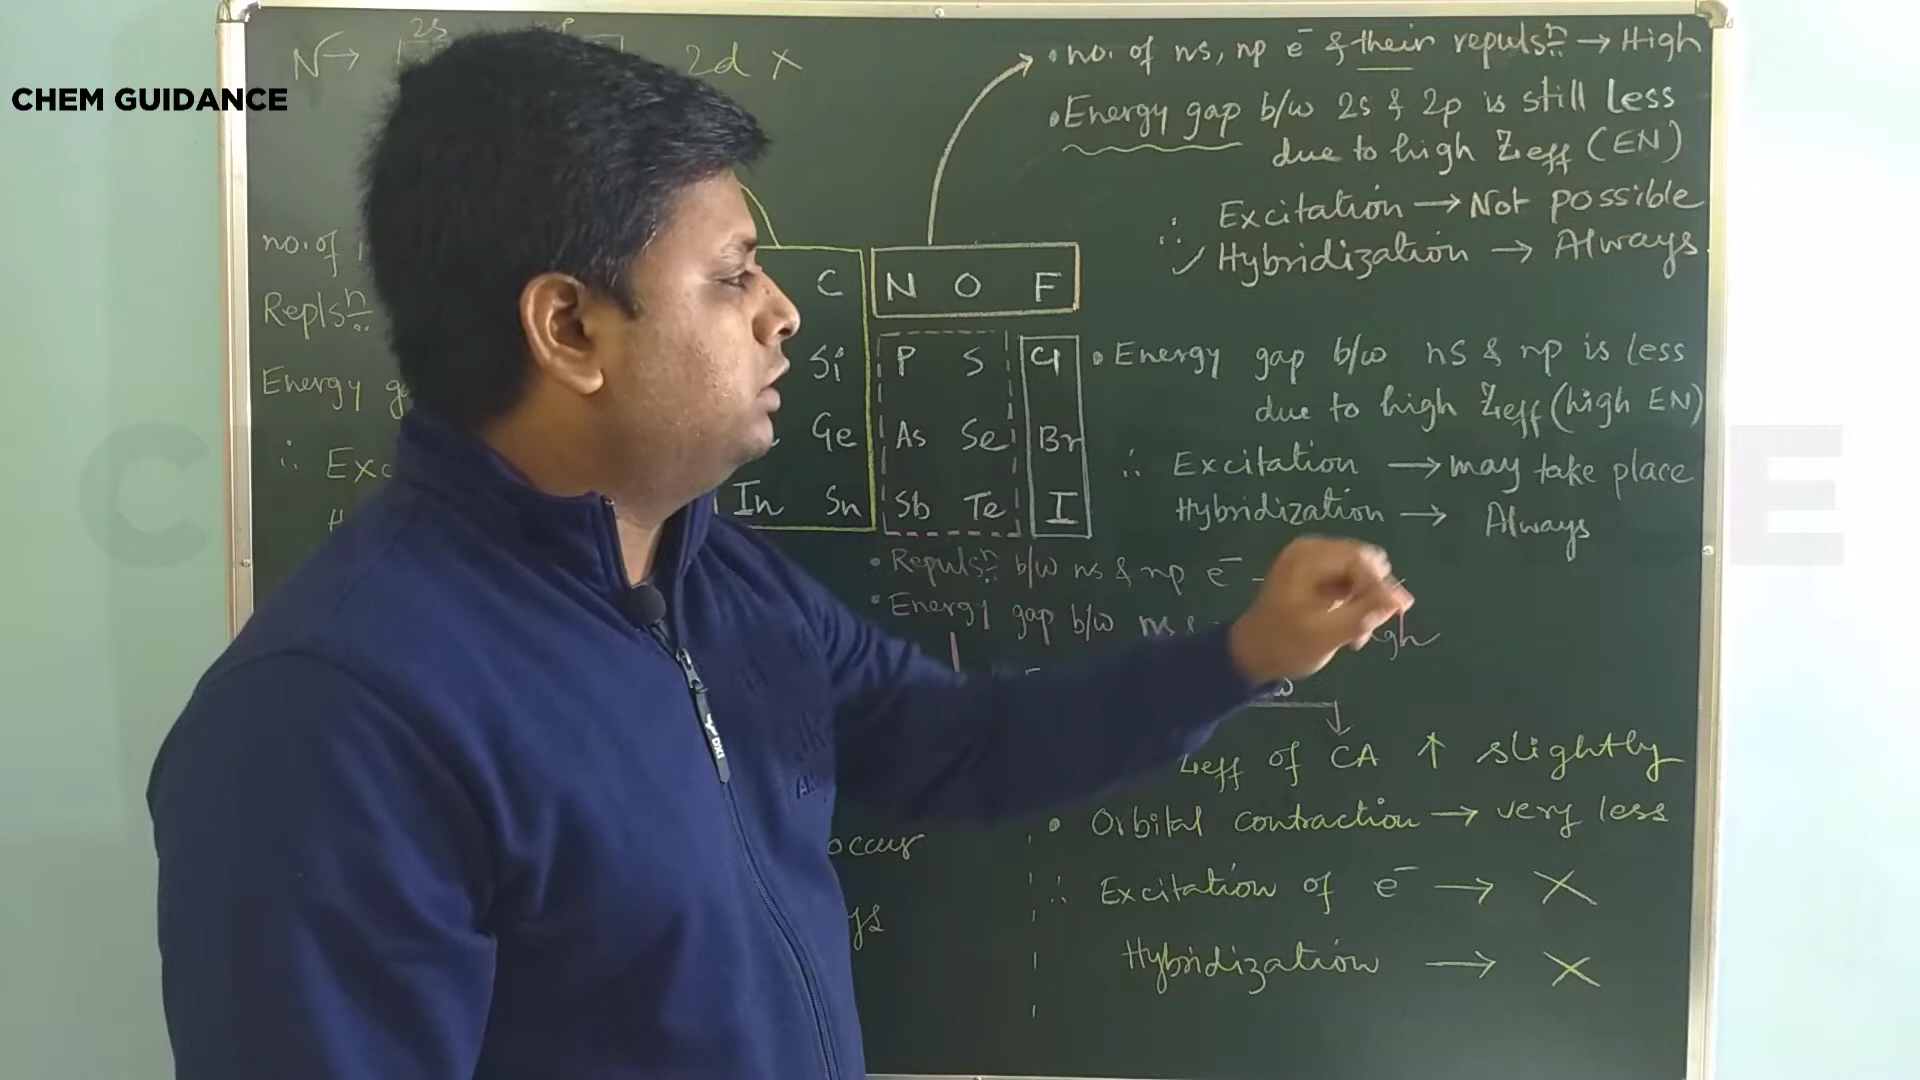 CHEM GUIDANCE
N → 2s 2d X
• no. of ns, np e⁻ & their repulsⁿ → High
• Energy gap b/w 2s & 2p is still less
due to high Zeff (EN)
∴ Excitation → Not possible
✓ Hybridization → Always.
no. of
Replsⁿ
Energy
∴ Exc
C N O F
Si P S Cl
Ge As Se Br
In Sn Sb Te I
• Energy gap b/w ns & np is less
due to high Zeff (high EN)
∴ Excitation → may take place
Hybridization → Always
• Repulsⁿ b/w ns & np e⁻
• Energy gap b/w ns &
Zeff of CA ↑ slightly
• Orbital contraction → very less
∴ Excitation of e⁻ → X
Hybridization → X
occur